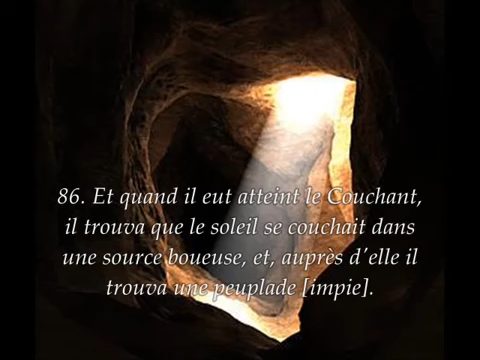 86. Et quand il eut atteint le Couchant,
il trouva que le soleil se couchait dans
une source boueuse, et, auprès d'elle il
trouva une peuplade [impie].